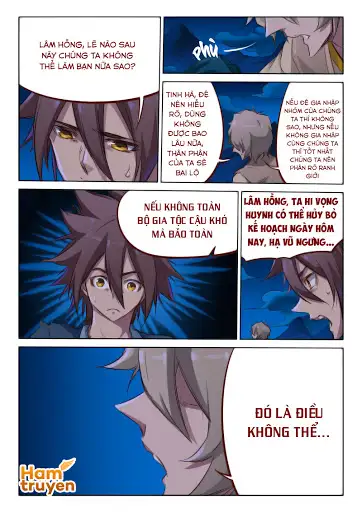 LÂM HỒNG, LẼ NÀO SAU
NÀY CHÚNG TA KHÔNG
THỂ LÀM BẠN NỮA SAO?
PHÙ
TINH HÀ, ĐỆ
NÊN HIỂU
RÕ, DÙNG
KHÔNG
ĐƯỢC BAO
LÂU NỮA,
THÂN PHẬN
CỦA TA SẼ
BẠI LỘ
NẾU ĐỆ GIA NHẬP
NHÓM CỦA CHÚNG
TA THÌ KHÔNG
SAO, NHƯNG NẾU
KHÔNG GIA NHẬP
CÙNG CHÚNG TA
THÌ TỐT NHẤT
CHÚNG TA NÊN
PHÂN RÕ RANH
GIỚI
NẾU KHÔNG TOÀN
BỘ GIA TỘC CẬU KHÓ
MÀ BẢO TOÀN
LÂM HỒNG, TA HI VỌNG
HUYNH CÓ THỂ HỦY BỎ
KẾ HOẠCH NGÀY HÔM
NAY, HẠ VŨ NGƯNG...
ĐÓ LÀ ĐIỀU
KHÔNG THỂ...
Ham
truyen